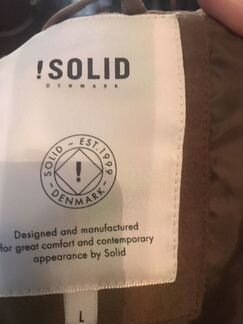 !SOLID
DENMARK
SOLID ~ EST. 1999
~ DENMARK ~
!
Designed and manufactured
for great comfort and contemporary
appearance by Solid
L